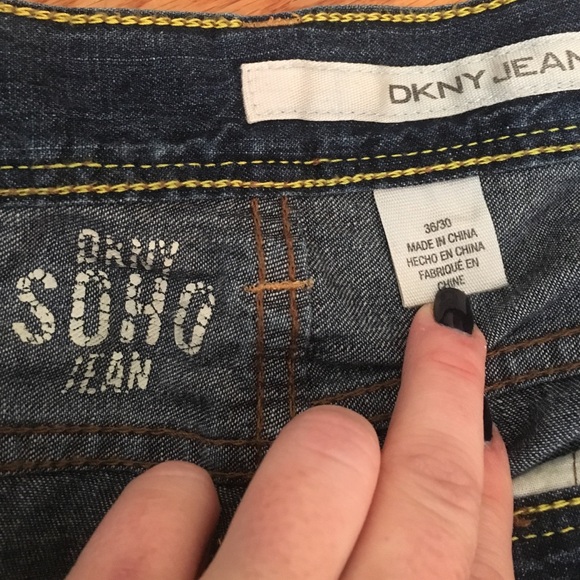 DKNY JEAN
DKNY
SOHO
JEAN
36/30
MADE IN CHINA
HECHO EN CHINA
FABRIQUÉ EN
CHINE